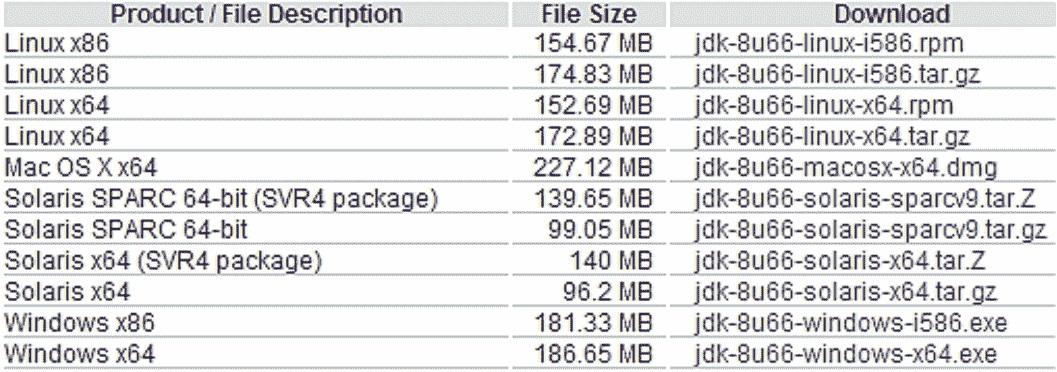 Product / File Description File Size Download
Linux x86 154.67 MB jdk-8u66-linux-i586.rpm
Linux x86 174.83 MB jdk-8u66-linux-i586.tar.gz
Linux x64 152.69 MB jdk-8u66-linux-x64.rpm
Linux x64 172.89 MB jdk-8u66-linux-x64.tar.gz
Mac OS X x64 227.12 MB jdk-8u66-macosx-x64.dmg
Solaris SPARC 64-bit (SVR4 package) 139.65 MB jdk-8u66-solaris-sparcv9.tar.Z
Solaris SPARC 64-bit 99.05 MB jdk-8u66-solaris-sparcv9.tar.gz
Solaris x64 (SVR4 package) 140 MB jdk-8u66-solaris-x64.tar.Z
Solaris x64 96.2 MB jdk-8u66-solaris-x64.tar.gz
Windows x86 181.33 MB jdk-8u66-windows-i586.exe
Windows x64 186.65 MB jdk-8u66-windows-x64.exe